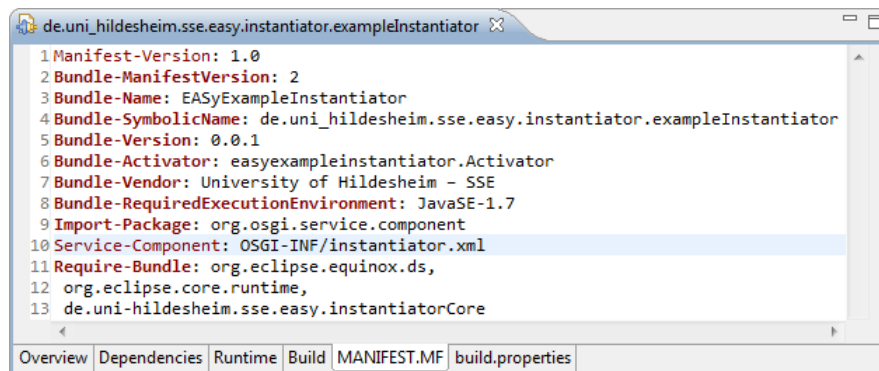 de.uni_hildesheim.sse.easy.instantiator.exampleInstantiator
1 Manifest-Version: 1.0
2 Bundle-ManifestVersion: 2
3 Bundle-Name: EASyExampleInstantiator
4 Bundle-SymbolicName: de.uni_hildesheim.sse.easy.instantiator.exampleInstantiator
5 Bundle-Version: 0.0.1
6 Bundle-Activator: easyexampleinstantiator.Activator
7 Bundle-Vendor: University of Hildesheim – SSE
8 Bundle-RequiredExecutionEnvironment: JavaSE-1.7
9 Import-Package: org.osgi.service.component
10 Service-Component: OSGI-INF/instantiator.xml
11 Require-Bundle: org.eclipse.equinox.ds,
12 org.eclipse.core.runtime,
13 de.uni-hildesheim.sse.easy.instantiatorCore
Overview Dependencies Runtime Build MANIFEST.MF build.properties